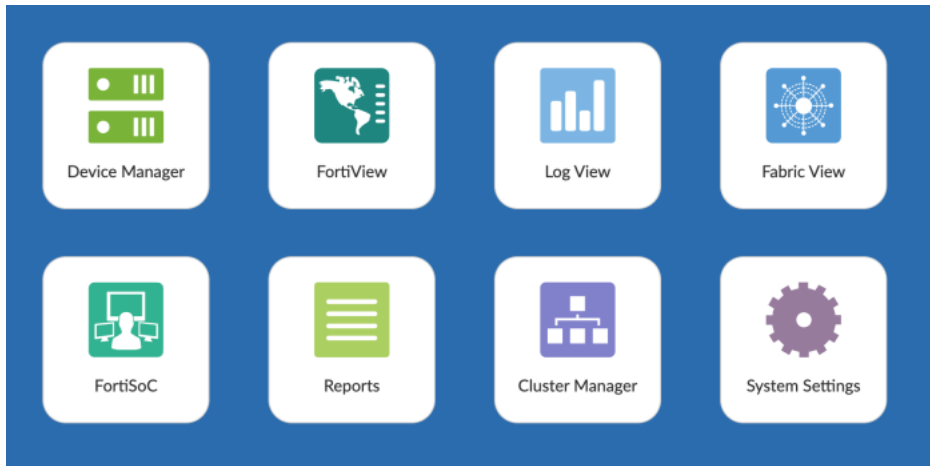 Device Manager
FortiView
Log View
Fabric View
FortiSoC
Reports
Cluster Manager
System Settings